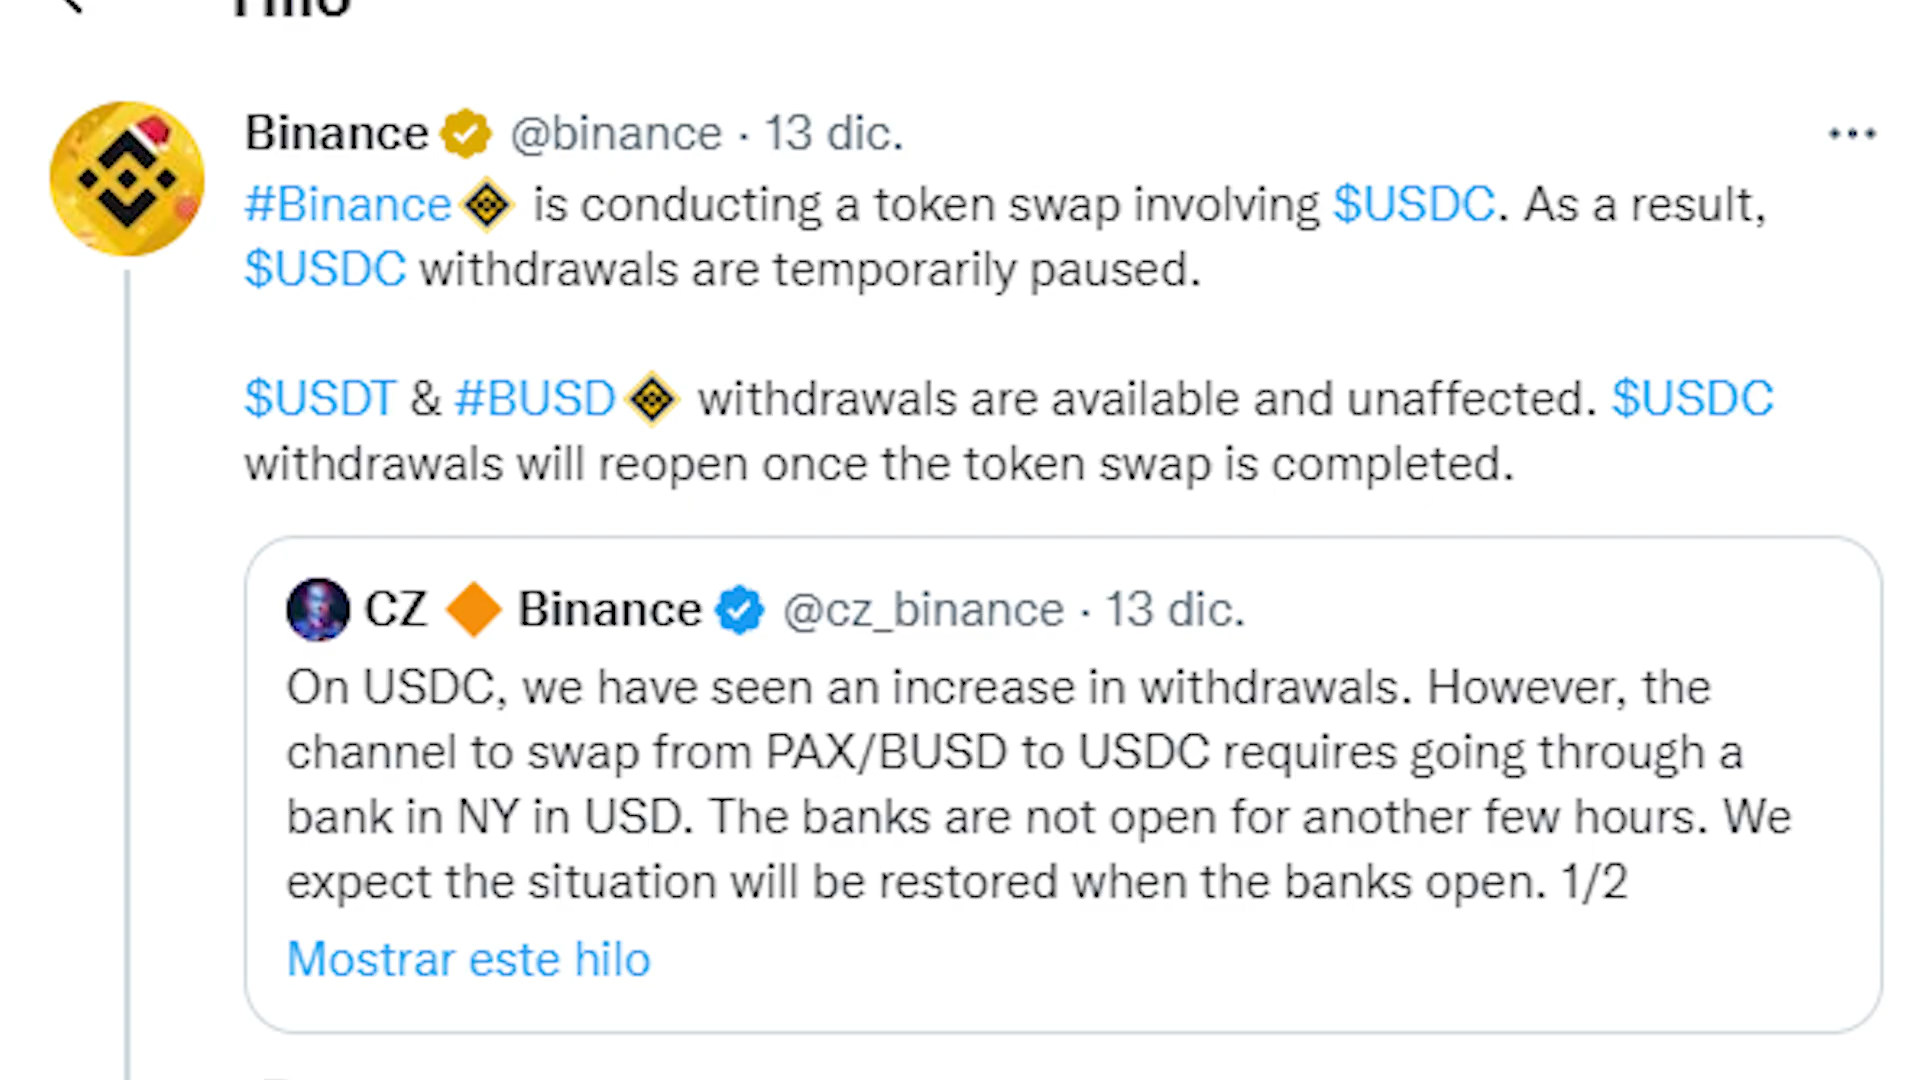 Hilo
Binance @binance · 13 dic.
#Binance is conducting a token swap involving $USDC. As a result,
$USDC withdrawals are temporarily paused.
$USDT & #BUSD withdrawals are available and unaffected. $USDC
withdrawals will reopen once the token swap is completed.
CZ 🔶 Binance @cz_binance · 13 dic.
On USDC, we have seen an increase in withdrawals. However, the
channel to swap from PAX/BUSD to USDC requires going through a
bank in NY in USD. The banks are not open for another few hours. We
expect the situation will be restored when the banks open. 1/2
Mostrar este hilo